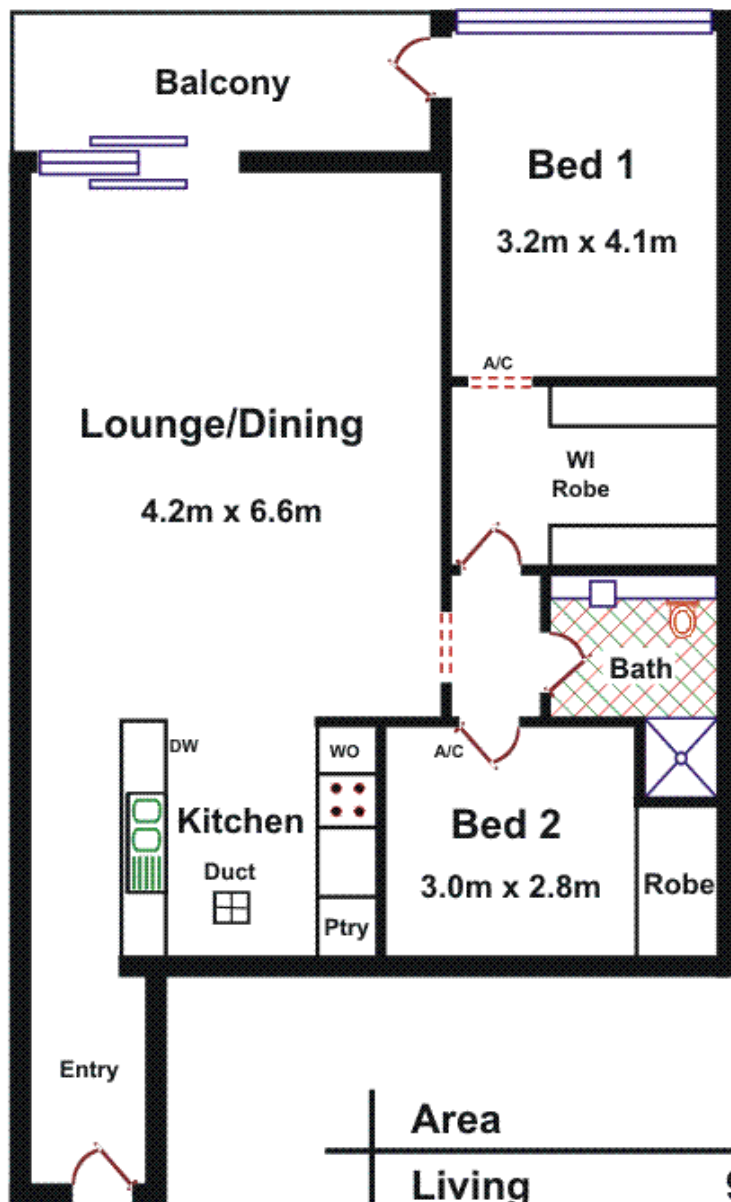 Balcony
Bed 1
3.2m x 4.1m
A/C
Lounge/Dining
4.2m x 6.6m
WI
Robe
Bath
DW
WO
A/C
Kitchen
Bed 2
Duct
3.0m x 2.8m
Robe
Ptry
Entry
Area
Living